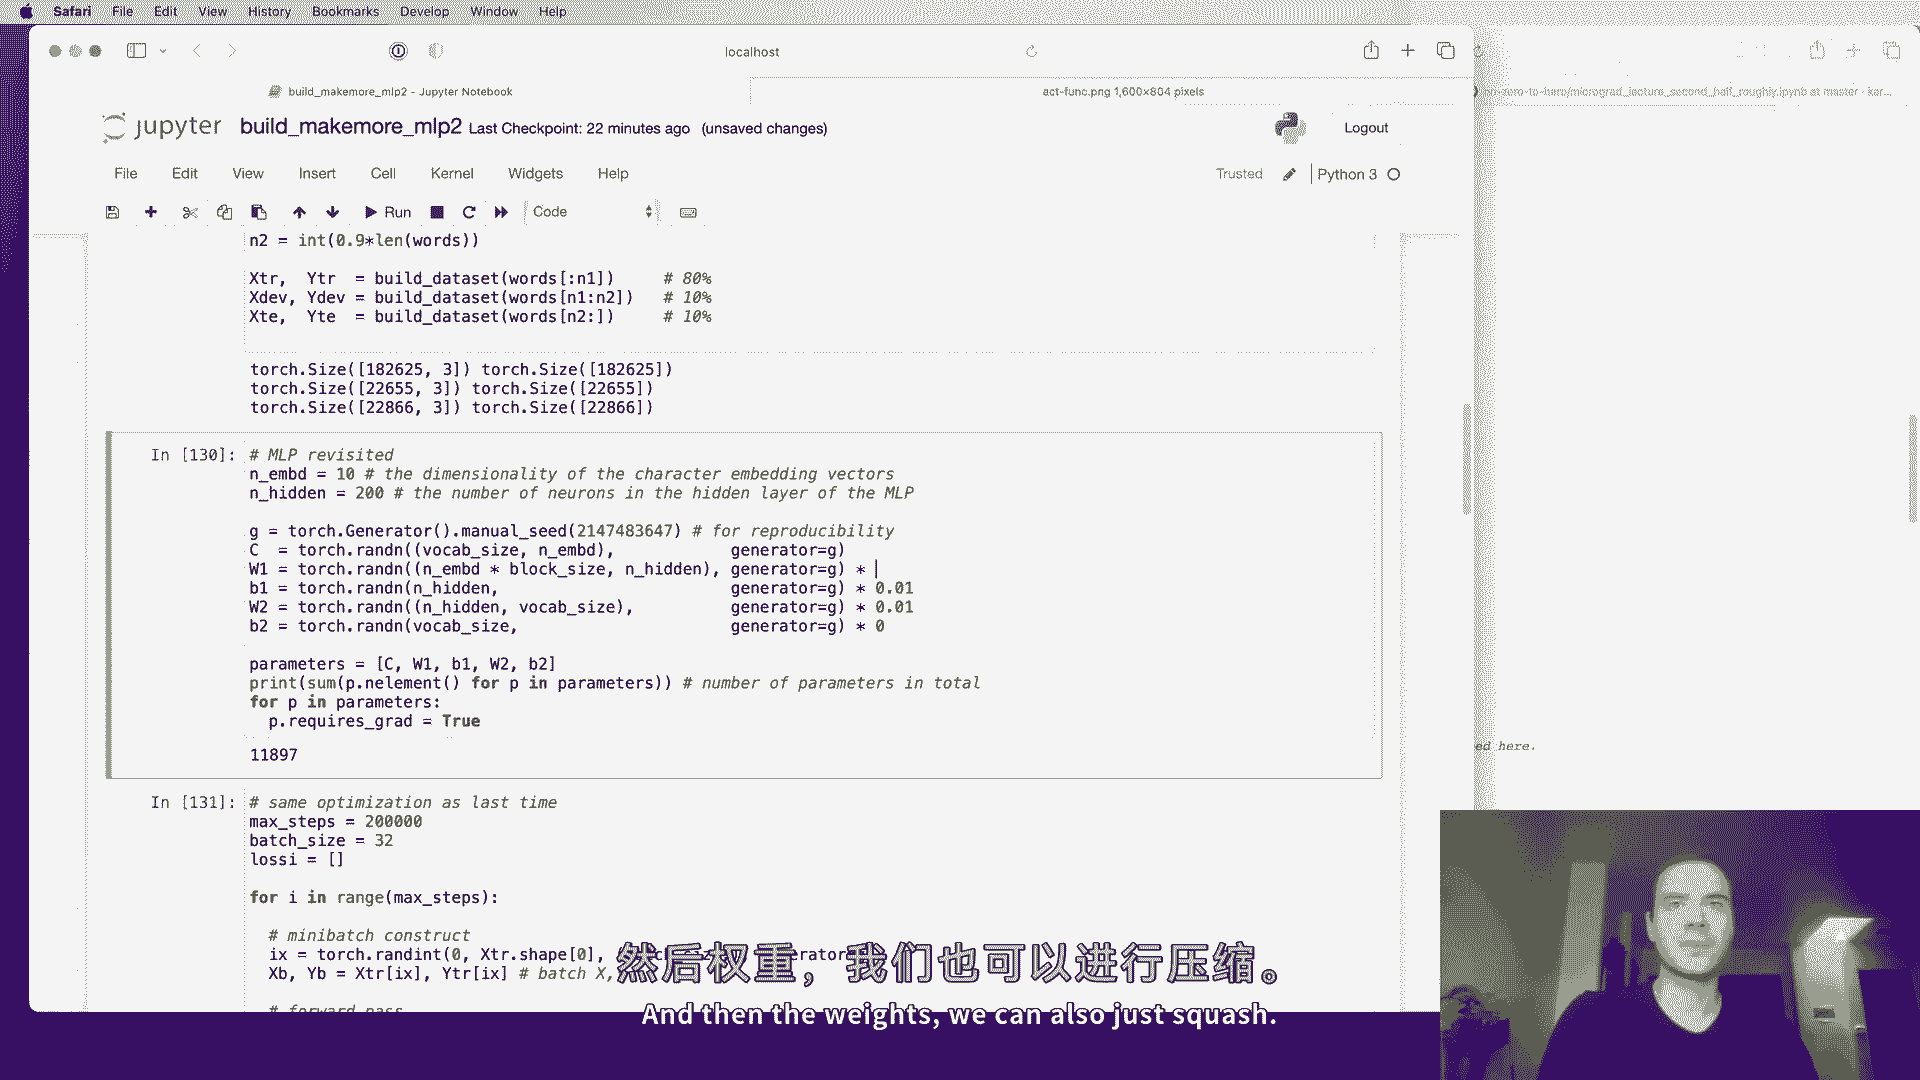 Safari File Edit View History Bookmarks Develop Window Help
localhost
build_makemore_mlp2 - Jupyter Notebook
act-func.png 1,600×804 pixels
-zero-to-hero/micrograd_lecture_second_half_roughly.ipynb at master · kar...
jupyter build_makemore_mlp2 Last Checkpoint: 22 minutes ago (unsaved changes)
Logout
File Edit View Insert Cell Kernel Widgets Help
Trusted Python 3
Run Code
n2 = int(0.9*len(words))
Xtr, Ytr = build_dataset(words[:n1]) # 80%
Xdev, Ydev = build_dataset(words[n1:n2]) # 10%
Xte, Yte = build_dataset(words[n2:]) # 10%
torch.Size([182625, 3]) torch.Size([182625])
torch.Size([22655, 3]) torch.Size([22655])
torch.Size([22866, 3]) torch.Size([22866])
In [130]: # MLP revisited
n_embd = 10 # the dimensionality of the character embedding vectors
n_hidden = 200 # the number of neurons in the hidden layer of the MLP
g = torch.Generator().manual_seed(2147483647) # for reproducibility
C = torch.randn((vocab_size, n_embd), generator=g)
W1 = torch.randn((n_embd * block_size, n_hidden), generator=g) *
b1 = torch.randn(n_hidden, generator=g) * 0.01
W2 = torch.randn((n_hidden, vocab_size), generator=g) * 0.01
b2 = torch.randn(vocab_size, generator=g) * 0
parameters = [C, W1, b1, W2, b2]
print(sum(p.nelement() for p in parameters)) # number of parameters in total
for p in parameters:
p.requires_grad = True
11897
ed here.
In [131]: # same optimization as last time
max_steps = 200000
batch_size = 32
lossi = []
for i in range(max_steps):
# minibatch construct
ix = torch.randint(0, Xtr.shape[0],
Xb, Yb = Xtr[ix], Ytr[ix] # batch X,
# forward pass
然后权重，我们也可以进行压缩。
And then the weights, we can also just squash.